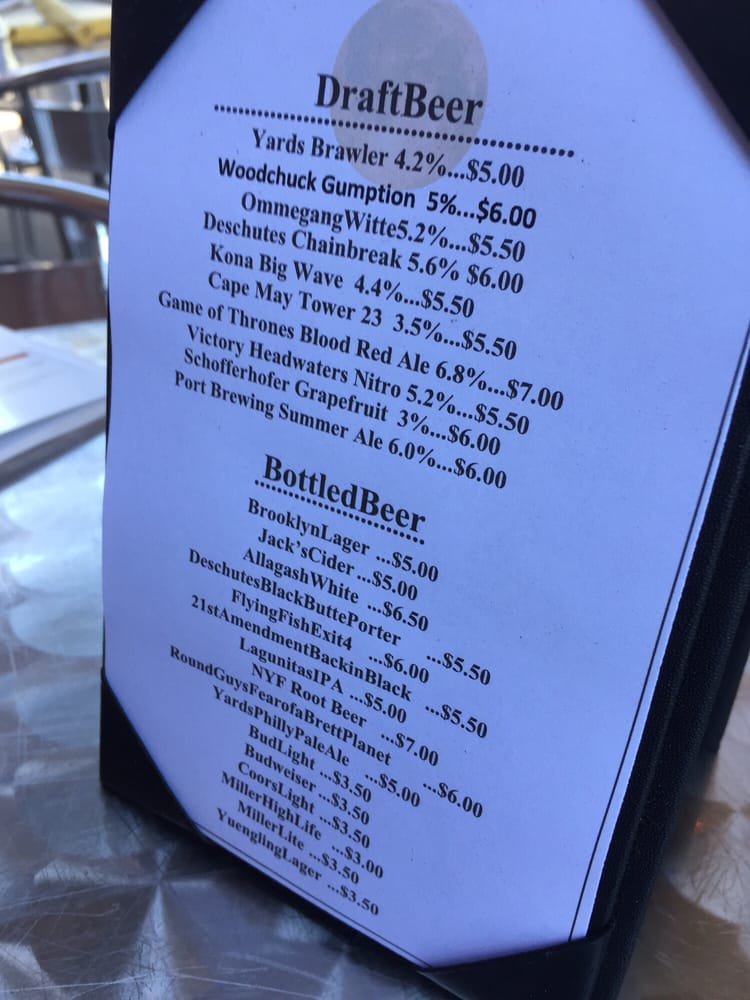 DraftBeer
Yards Brawler 4.2%...$5.00
Woodchuck Gumption 5%...$6.00
OmmegangWitte5.2%...$5.50
Deschutes Chainbreak 5.6% $6.00
Kona Big Wave 4.4%...$5.50
Cape May Tower 23 3.5%...$5.50
Game of Thrones Blood Red Ale 6.8%...$7.00
Victory Headwaters Nitro 5.2%...$5.50
Schofferhofer Grapefruit 3%...$6.00
Port Brewing Summer Ale 6.0%...$6.00
BottledBeer
BrooklynLager ...$5.00
Jack'sCider ...$5.00
AllagashWhite ...$6.50
DeschutesBlackButtePorter ...$5.50
FlyingFishExit4 ...$6.00
21stAmendmentBackinBlack ...$5.50
LagunitasIPA ...$5.00
NYF Root Beer ...$7.00
RoundGuysFearofaBrettPlanet ...$6.00
YardsPhillyPaleAle ...$5.00
BudLight ...$3.50
Budweiser ...$3.50
CoorsLight ...$3.50
MillerHighLife ...$3.00
MillerLite ...$3.50
YuenglingLager ...$3.50